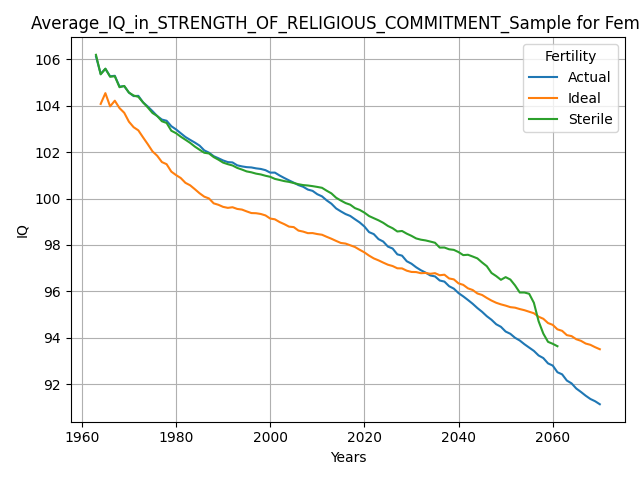 Average_IQ_in_STRENGTH_OF_RELIGIOUS_COMMITMENT_Sample for Fem
Fertility
Actual
Ideal
Sterile
IQ
106
104
102
100
98
96
94
92
1960 1980 2000 2020 2040 2060
Years